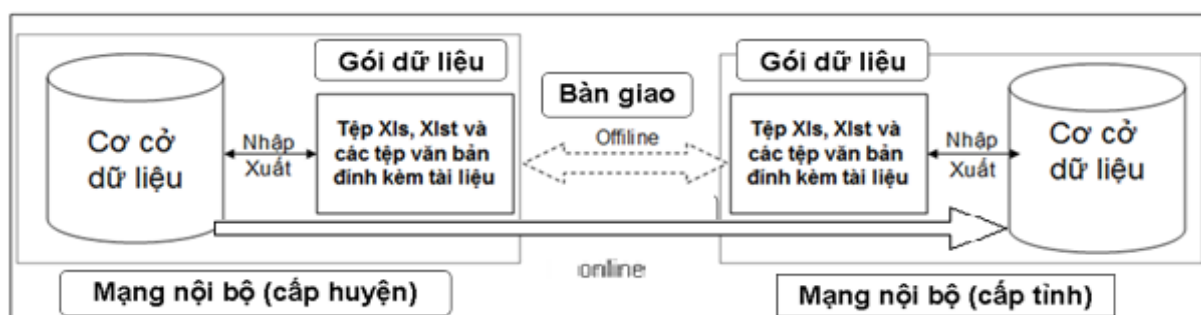 Gói dữ liệu
Gói dữ liệu
Bàn giao
Cơ cở
dữ liệu
Nhập
Xuất
Tệp Xls, Xlst và
các tệp văn bản
đính kèm tài liệu
Offiline
Tệp Xls, Xlst và
các tệp văn bản
đính kèm tài liệu
Nhập
Xuất
Cơ cở
dữ liệu
online
Mạng nội bộ (cấp huyện)
Mạng nội bộ (cấp tỉnh)